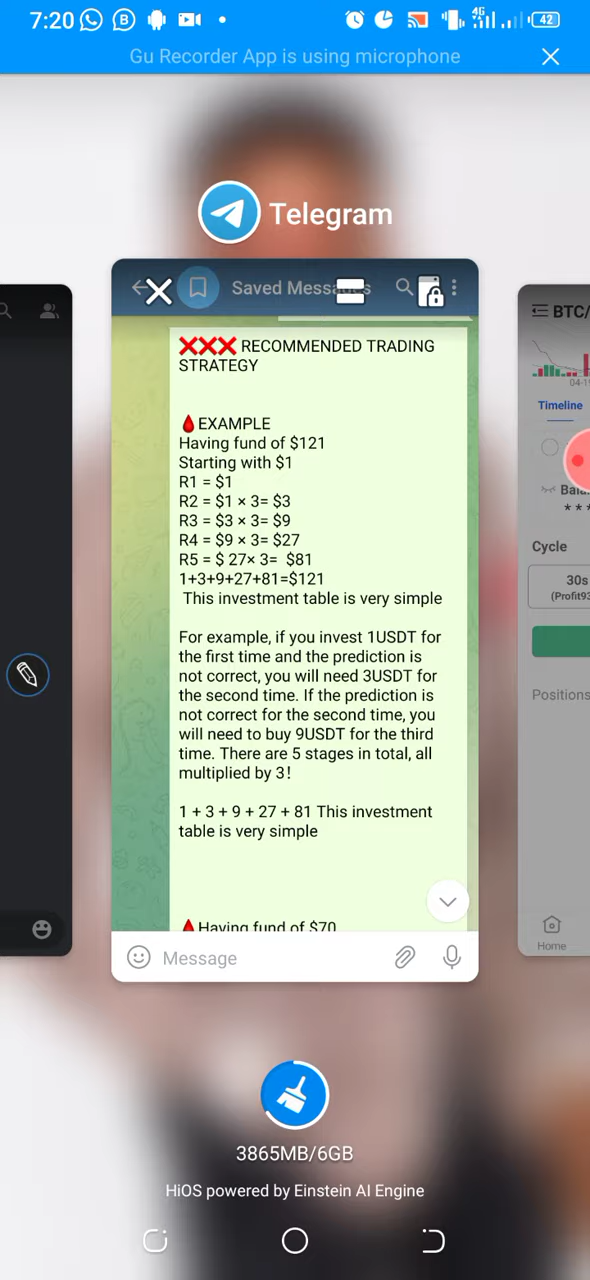 7:20
4G
42
Gu Recorder App is using microphone
Telegram
Saved Messages
❌❌❌ RECOMMENDED TRADING
STRATEGY
🩸EXAMPLE
Having fund of $121
Starting with $1
R1 = $1
R2 = $1 × 3= $3
R3 = $3 × 3= $9
R4 = $9 × 3= $27
R5 = $ 27× 3=  $81
1+3+9+27+81=$121
This investment table is very simple
For example, if you invest 1USDT for
the first time and the prediction is
not correct, you will need 3USDT for
the second time. If the prediction is
not correct for the second time, you
will need to buy 9USDT for the third
time. There are 5 stages in total, all
multiplied by 3!
1 + 3 + 9 + 27 + 81 This investment
table is very simple
🩸Having fund of $70
Message
BTC/
Timeline
Cycle
30s
(Profit93
Positions
Home
3865MB/6GB
HiOS powered by Einstein AI Engine